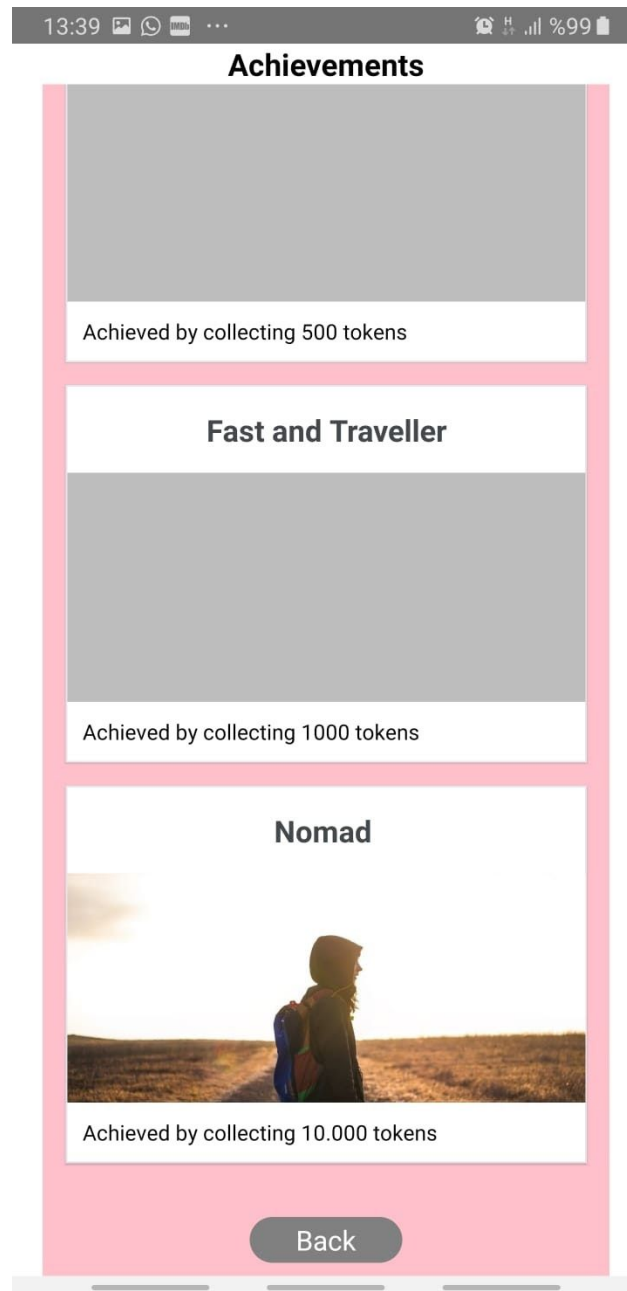 13:39 IMDb ... H %99
Achievements
Achieved by collecting 500 tokens
Fast and Traveller
Achieved by collecting 1000 tokens
Nomad
Achieved by collecting 10.000 tokens
Back